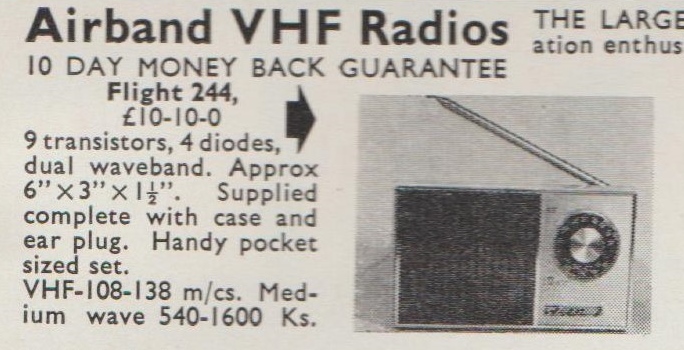 Airband VHF Radios
10 DAY MONEY BACK GUARANTEE
Flight 244,
£10-10-0
9 transistors, 4 diodes,
dual waveband. Approx
6"×3"×1½". Supplied
complete with case and
ear plug. Handy pocket
sized set.
VHF-108-138 m/cs. Med-
ium wave 540-1600 Ks.
THE LARGE
ation enthus